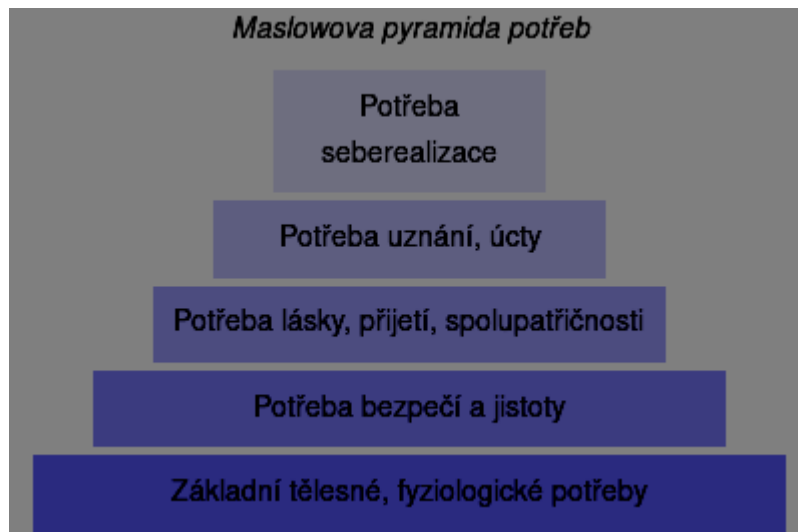 Maslowova pyramida potřeb
Potřeba
seberealizace
Potřeba uznání, úcty
Potřeba lásky, přijetí, spolupatřičnosti
Potřeba bezpečí a jistoty
Základní tělesné, fyziologické potřeby